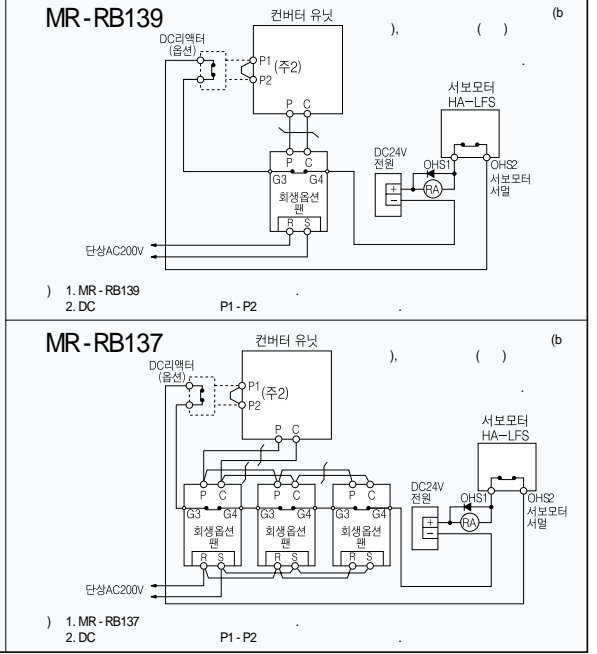 MR-RB139
컨버터 유닛
(b
DC리액터
(옵션)
), ( )
.
P1 (주2)
P2
서보모터
HA-LFS
P C
DC24V
전원
OHS1 OHS2
P C
G3 G4
RA
서보모터
서멀
+
−
회생옵션
팬
R S
단상AC200V
) 1. MR-RB139 .
2. DC P1-P2 .
MR-RB137
컨버터 유닛
(b
DC리액터
(옵션)
), ( )
.
P1 (주2)
P2
서보모터
HA-LFS
P C
DC24V
전원
OHS1 OHS2
P C P C P C
G3 G4 G3 G4 G3 G4
RA
서보모터
서멀
+
−
회생옵션 회생옵션 회생옵션
팬 팬 팬
R S R S R S
단상AC200V
) 1. MR-RB137 .
2. DC P1-P2 .